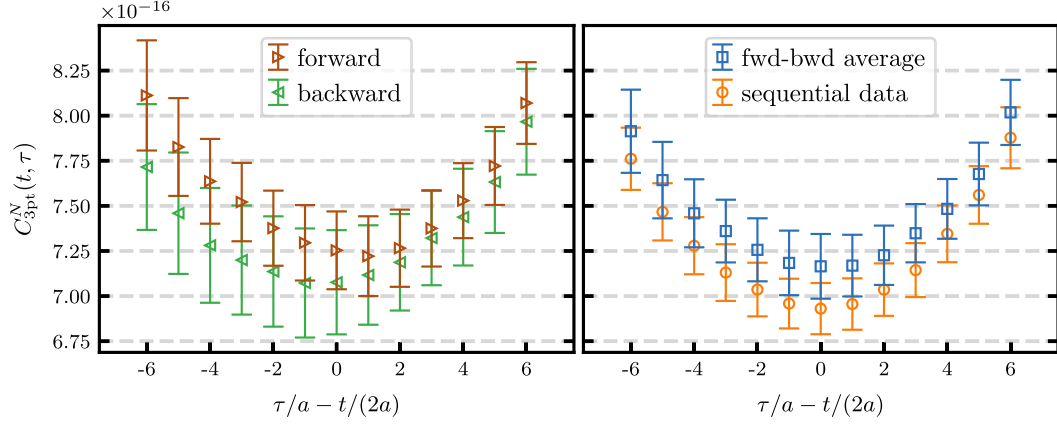 ×10⁻¹⁶
forward
backward
fwd-bwd average
sequential data
8.25
8.00
7.75
7.50
7.25
7.00
6.75
C^N_3pt(t, τ)
-6 -4 -2 0 2 4 6
-6 -4 -2 0 2 4 6
τ/a − t/(2a)
τ/a − t/(2a)